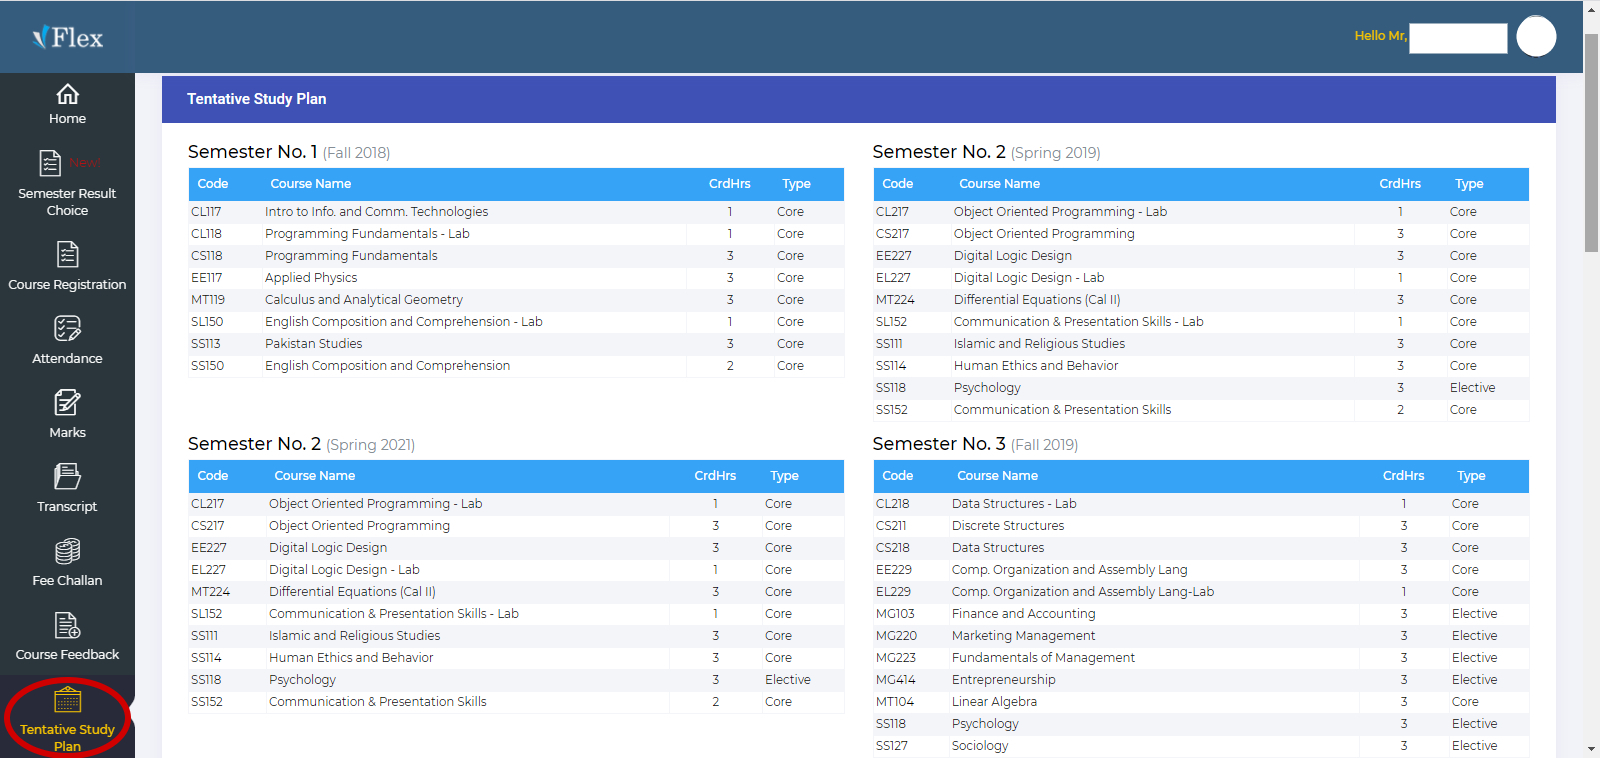 Flex
Hello Mr,
Home
New!
Semester Result
Choice
Course Registration
Attendance
Marks
Transcript
Fee Challan
Course Feedback
Tentative Study
Plan
Tentative Study Plan
Semester No. 1 (Fall 2018)
Code Course Name CrdHrs Type
CL117 Intro to Info. and Comm. Technologies 1 Core
CL118 Programming Fundamentals - Lab 1 Core
CS118 Programming Fundamentals 3 Core
EE117 Applied Physics 3 Core
MT119 Calculus and Analytical Geometry 3 Core
SL150 English Composition and Comprehension - Lab 1 Core
SS113 Pakistan Studies 3 Core
SS150 English Composition and Comprehension 2 Core
Semester No. 2 (Spring 2019)
Code Course Name CrdHrs Type
CL217 Object Oriented Programming - Lab 1 Core
CS217 Object Oriented Programming 3 Core
EE227 Digital Logic Design 3 Core
EL227 Digital Logic Design - Lab 1 Core
MT224 Differential Equations (Cal II) 3 Core
SL152 Communication & Presentation Skills - Lab 1 Core
SS111 Islamic and Religious Studies 3 Core
SS114 Human Ethics and Behavior 3 Core
SS118 Psychology 3 Elective
SS152 Communication & Presentation Skills 2 Core
Semester No. 2 (Spring 2021)
Code Course Name CrdHrs Type
CL217 Object Oriented Programming - Lab 1 Core
CS217 Object Oriented Programming 3 Core
EE227 Digital Logic Design 3 Core
EL227 Digital Logic Design - Lab 1 Core
MT224 Differential Equations (Cal II) 3 Core
SL152 Communication & Presentation Skills - Lab 1 Core
SS111 Islamic and Religious Studies 3 Core
SS114 Human Ethics and Behavior 3 Core
SS118 Psychology 3 Elective
SS152 Communication & Presentation Skills 2 Core
Semester No. 3 (Fall 2019)
Code Course Name CrdHrs Type
CL218 Data Structures - Lab 1 Core
CS211 Discrete Structures 3 Core
CS218 Data Structures 3 Core
EE229 Comp. Organization and Assembly Lang 3 Core
EL229 Comp. Organization and Assembly Lang-Lab 1 Core
MG103 Finance and Accounting 3 Elective
MG220 Marketing Management 3 Elective
MG223 Fundamentals of Management 3 Elective
MG414 Entrepreneurship 3 Elective
MT104 Linear Algebra 3 Core
SS118 Psychology 3 Elective
SS127 Sociology 3 Elective